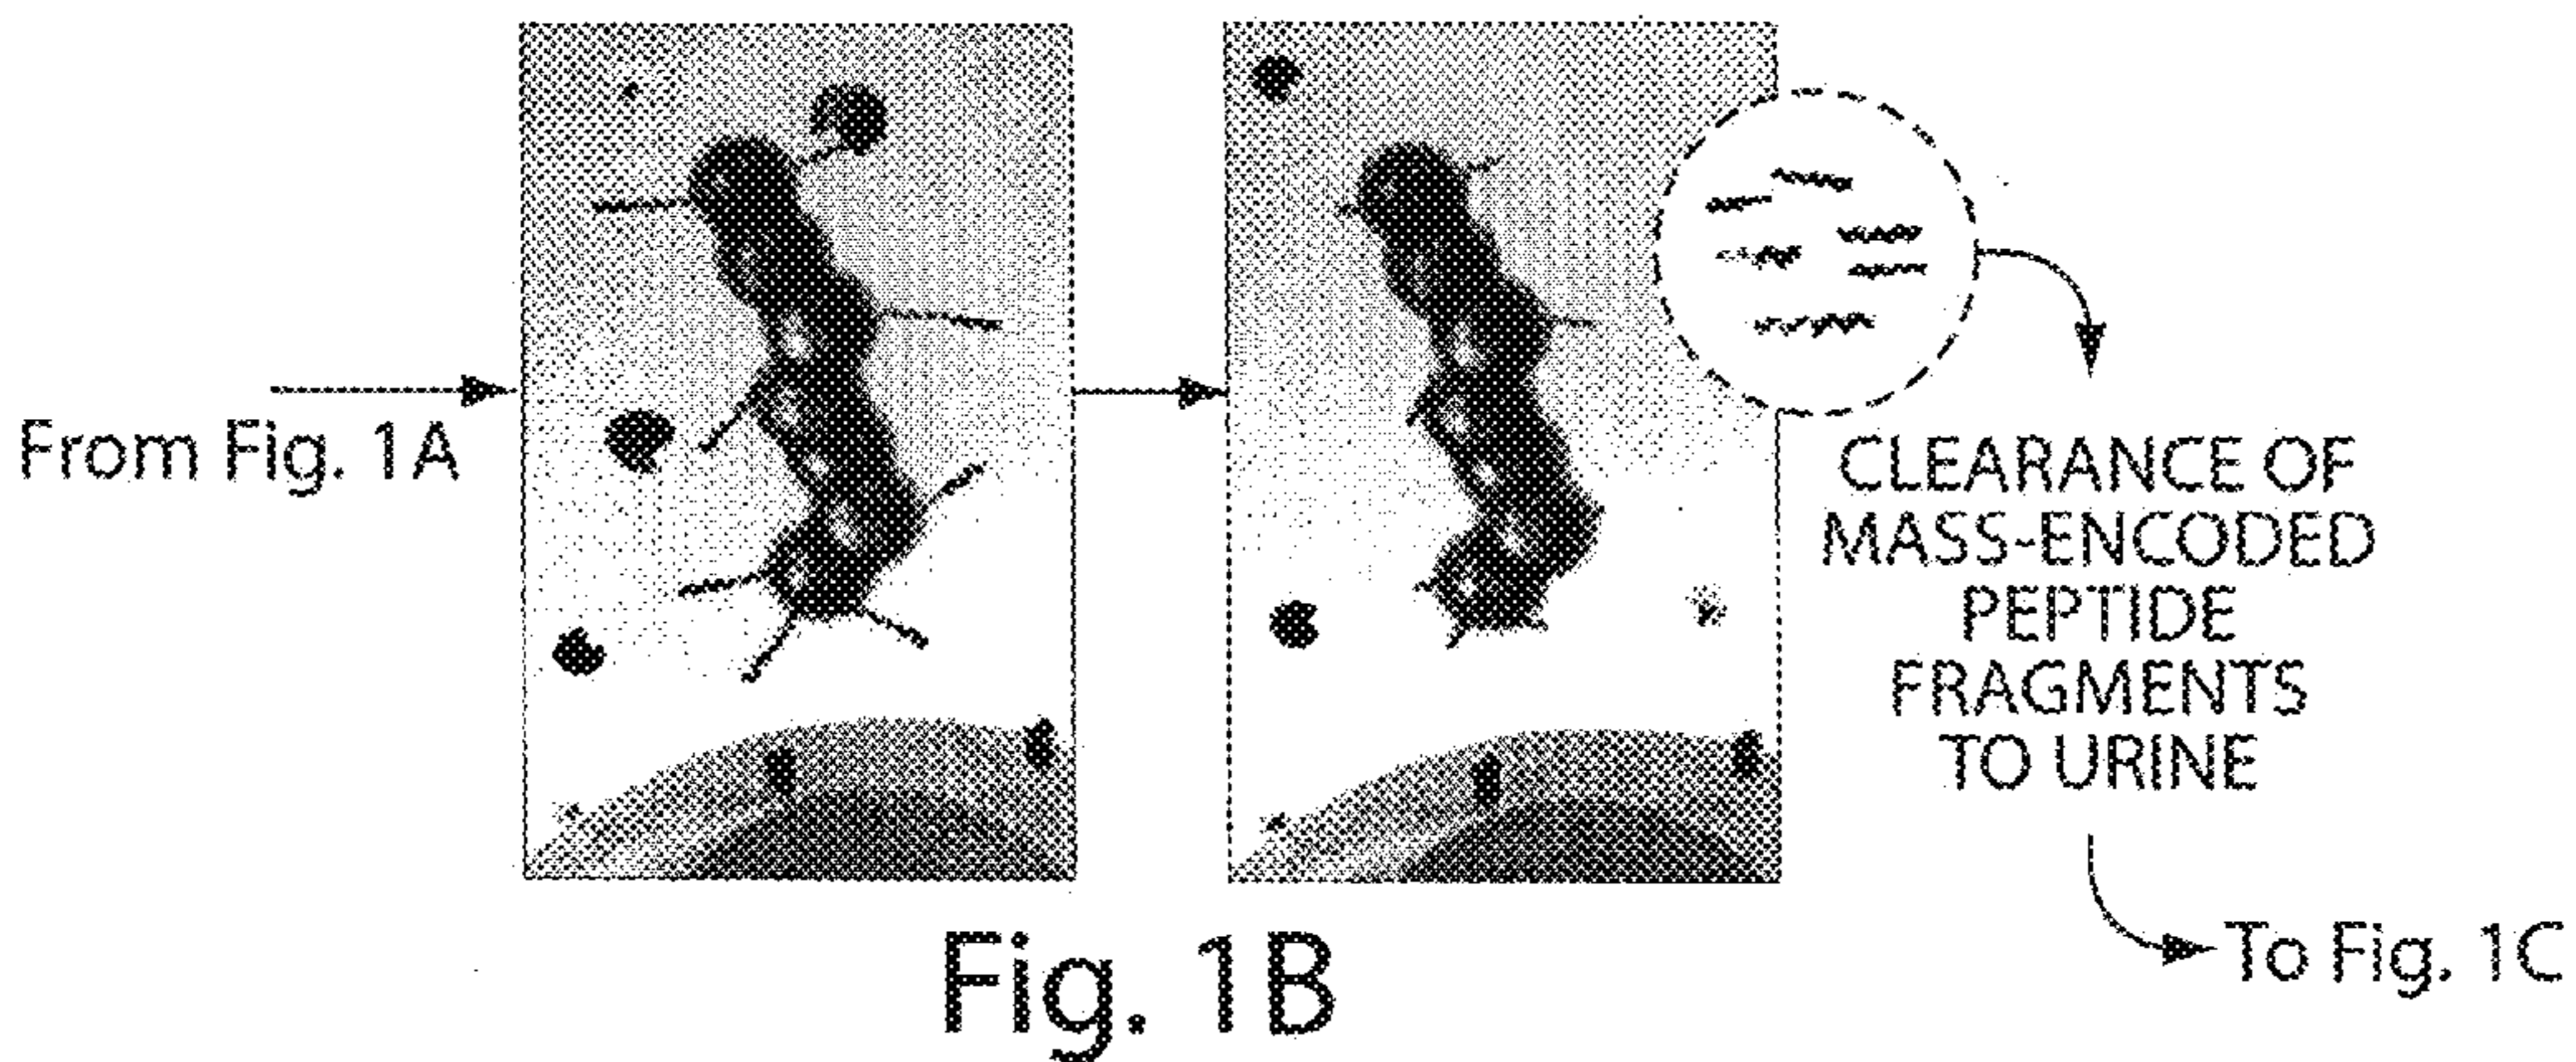 From Fig. 1A
CLEARANCE OF
MASS-ENCODED
PEPTIDE
FRAGMENTS
TO URINE
To Fig. 1C
Fig. 1B